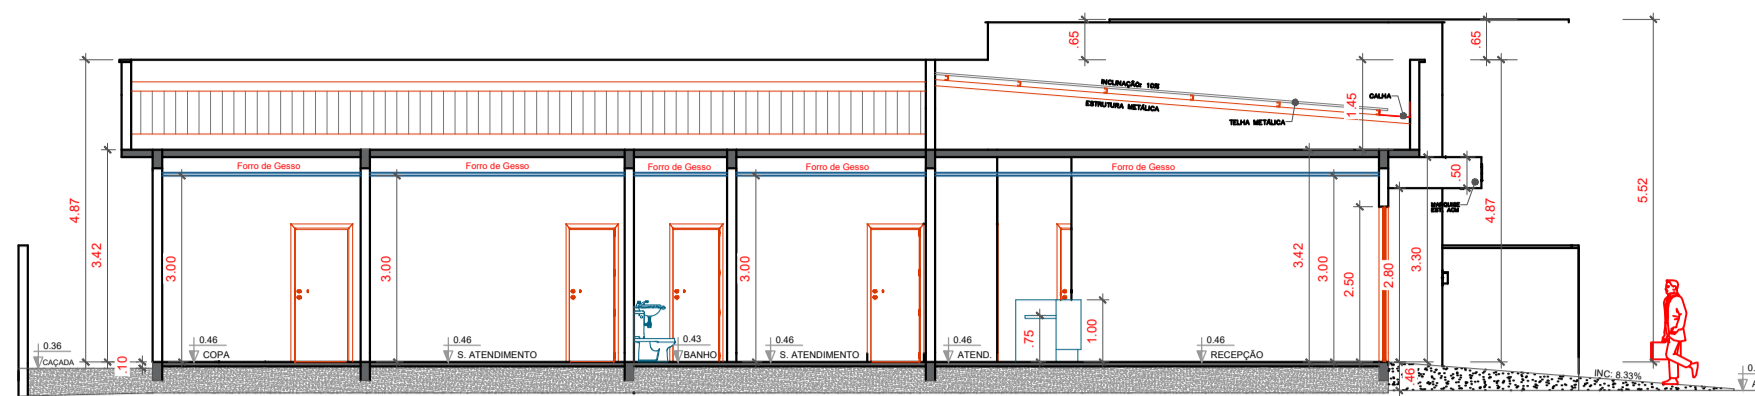 .65
.65
INCLINAÇÃO: 10%
ESTRUTURA METÁLICA
TELHA METÁLICA
CALHA
1.45
5.52
4.87
3.42
Forro de Gesso
Forro de Gesso
Forro de Gesso
Forro de Gesso
Forro de Gesso
.50
MARQUISE
EST. ACM
4.87
3.00
3.00
3.00
3.42
3.00
2.50
2.80
3.30
.75
1.00
0.36
CAÇADA
.10
0.46
COPA
0.46
S. ATENDIMENTO
0.43
BANHO
0.46
S. ATENDIMENTO
0.46
ATEND.
0.46
RECEPÇÃO
.46
INC: 8.33%